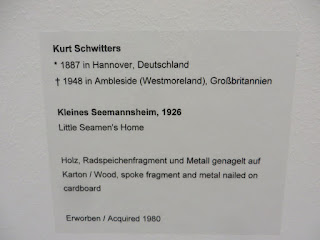 Kurt Schwitters
* 1887 in Hannover, Deutschland
† 1948 in Ambleside (Westmoreland), Großbritannien
Kleines Seemannsheim, 1926
Little Seamen's Home
Holz, Radspeichenfragment und Metall genagelt auf
Karton / Wood, spoke fragment and metal nailed on
cardboard
Erworben / Acquired 1980